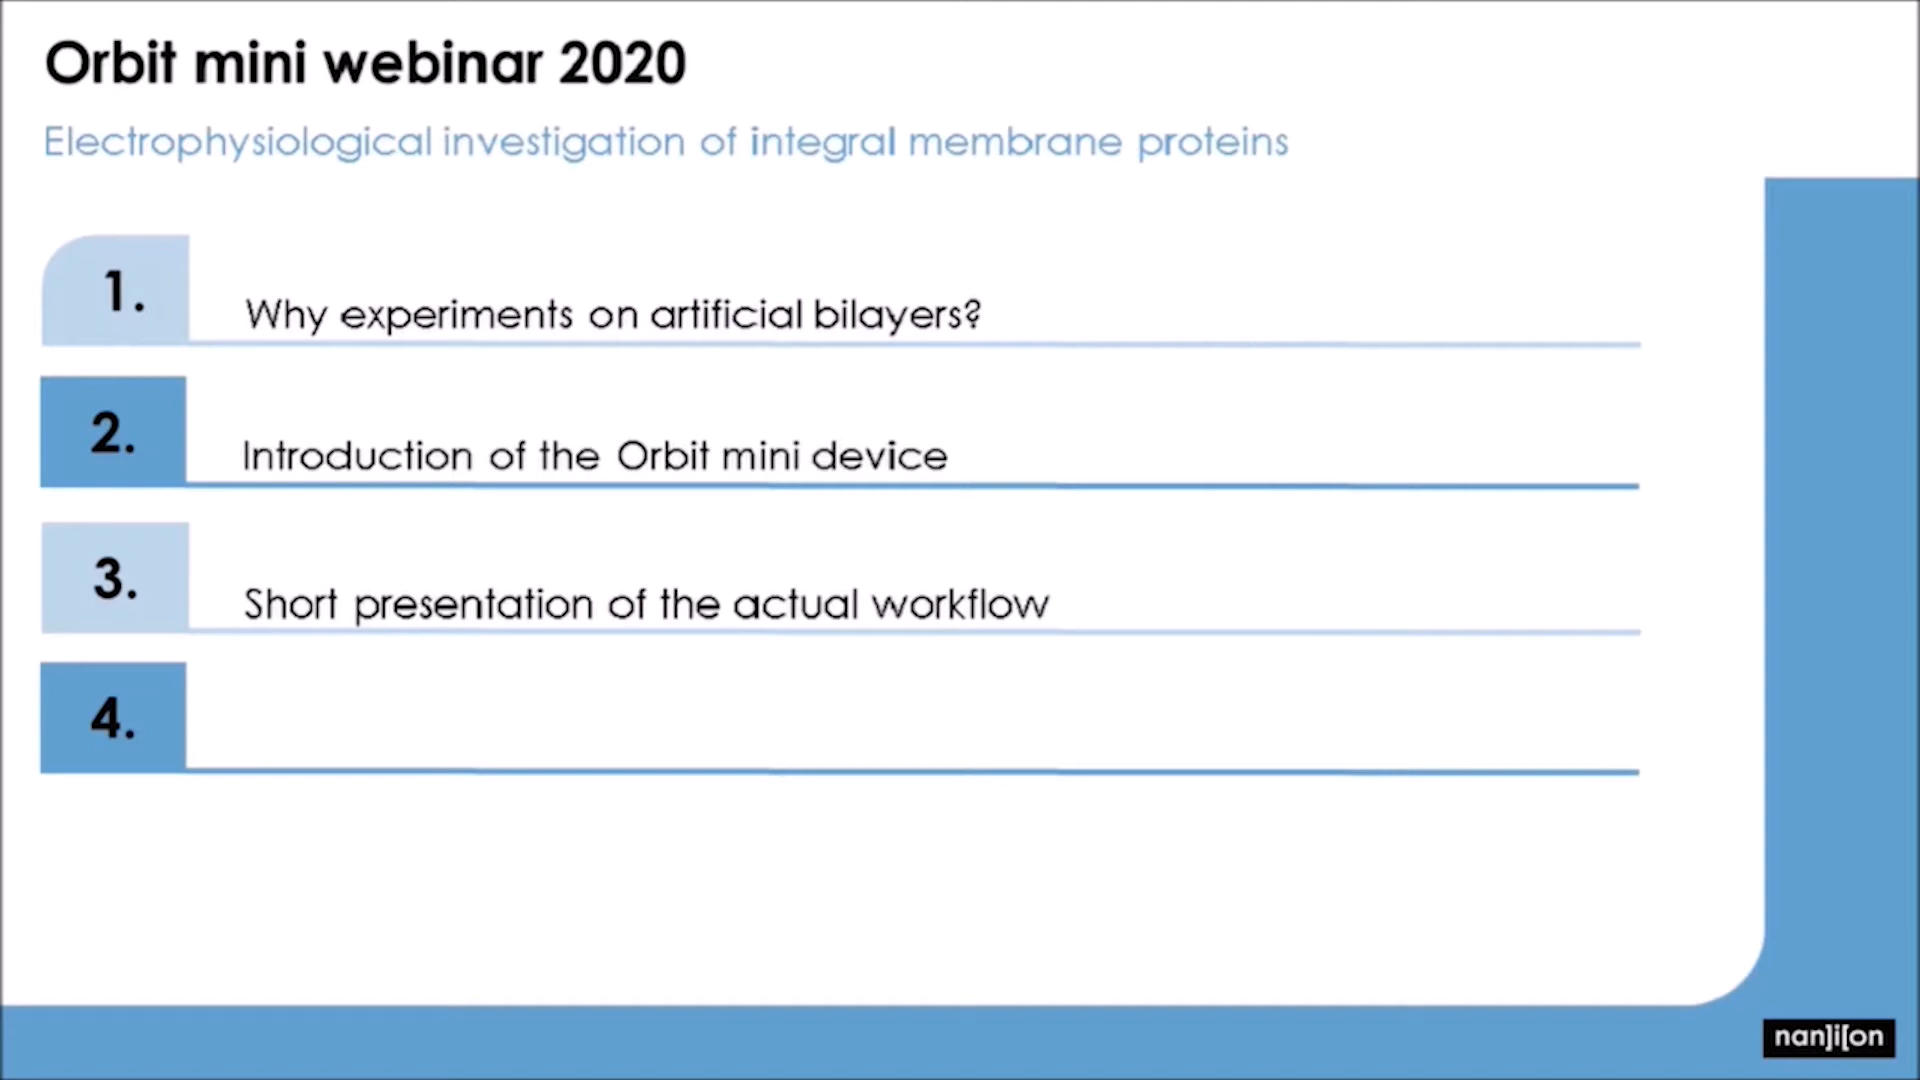 Orbit mini webinar 2020
Electrophysiological investigation of integral membrane proteins
1. Why experiments on artificial bilayers?
2. Introduction of the Orbit mini device
3. Short presentation of the actual workflow
4.
nan]i[on